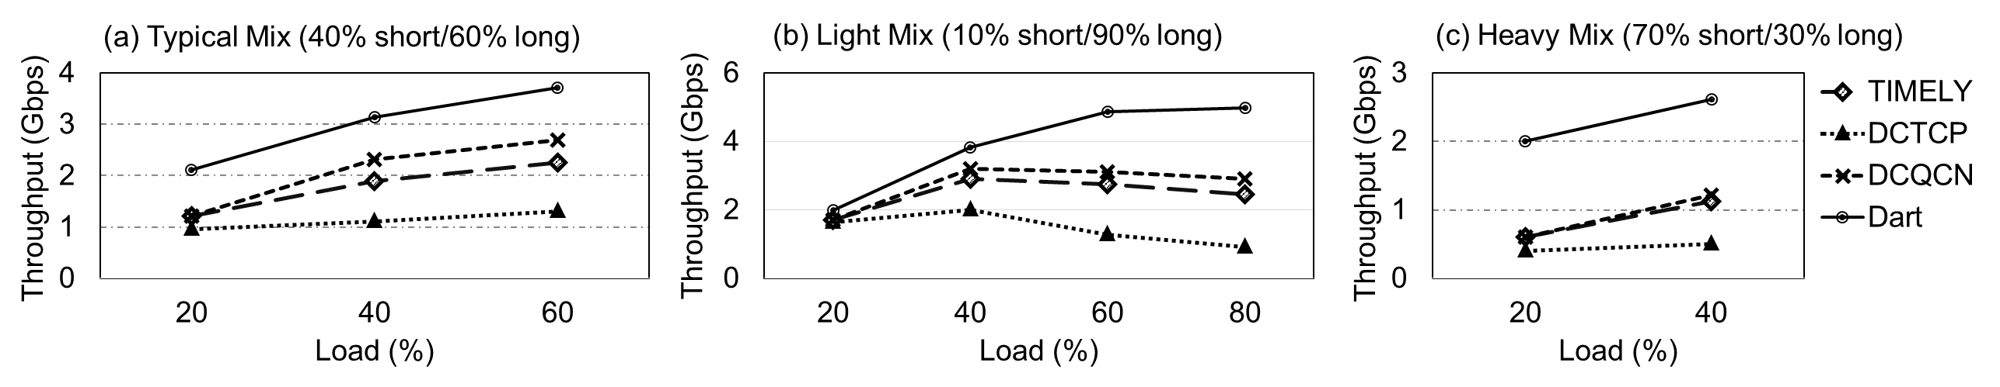 (a) Typical Mix (40% short/60% long)
Throughput (Gbps)
4
3
2
1
0
20 40 60
Load (%)
(b) Light Mix (10% short/90% long)
Throughput (Gbps)
6
4
2
0
20 40 60 80
Load (%)
(c) Heavy Mix (70% short/30% long)
Throughput (Gbps)
3
2
1
0
20 40
Load (%)
TIMELY
DCTCP
DCQCN
Dart